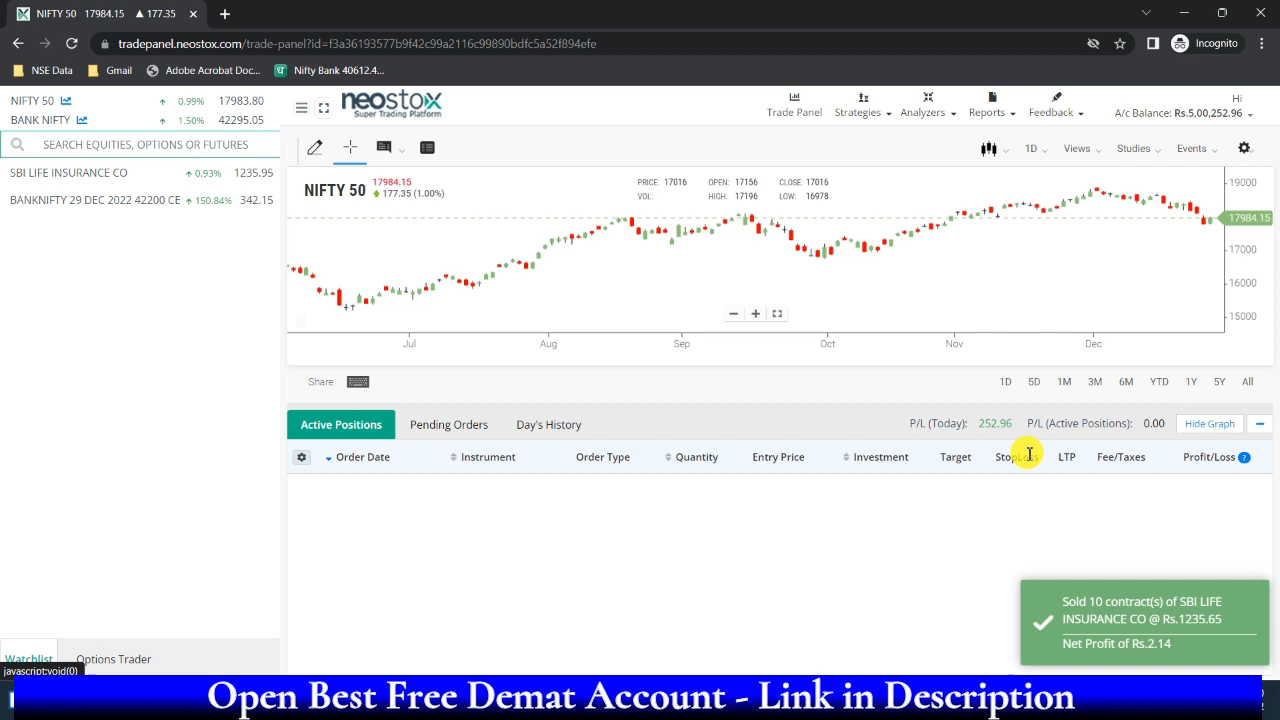 NIFTY 50 17984.15 ▲ 177.35
tradepanel.neostox.com/trade-panel?id=f3a36193577b9f42c99a2116c99890bdfc5a52f894efe
Incognito
NSE Data
Gmail
Adobe Acrobat Doc...
Nifty Bank 40612.4...
NIFTY 50 0.99% 17983.80
BANK NIFTY 1.50% 42295.05
SEARCH EQUITIES, OPTIONS OR FUTURES
SBI LIFE INSURANCE CO 0.93% 1235.95
BANKNIFTY 29 DEC 2022 42200 CE 150.84% 342.15
neostox
Super Trading Platform
Trade Panel
Strategies
Analyzers
Reports
Feedback
Hi
A/c Balance: Rs.5,00,252.96
1D
Views
Studies
Events
NIFTY 50
17984.15
177.35 (1.00%)
PRICE: 17016 OPEN: 17156 CLOSE: 17016
VOL: HIGH: 17196 LOW: 16978
19000
17984.15
17000
16000
15000
Jul Aug Sep Oct Nov Dec
Share
1D 5D 1M 3M 6M YTD 1Y 5Y All
Active Positions
Pending Orders
Day's History
P/L (Today): 252.96
P/L (Active Positions): 0.00
Hide Graph
Order Date Instrument Order Type Quantity Entry Price Investment Target StopLoss LTP Fee/Taxes Profit/Loss ?
Sold 10 contract(s) of SBI LIFE
INSURANCE CO @ Rs.1235.65
Net Profit of Rs.2.14
Watchlist
Options Trader
javascript:void(0)
Open Best Free Demat Account - Link in Description